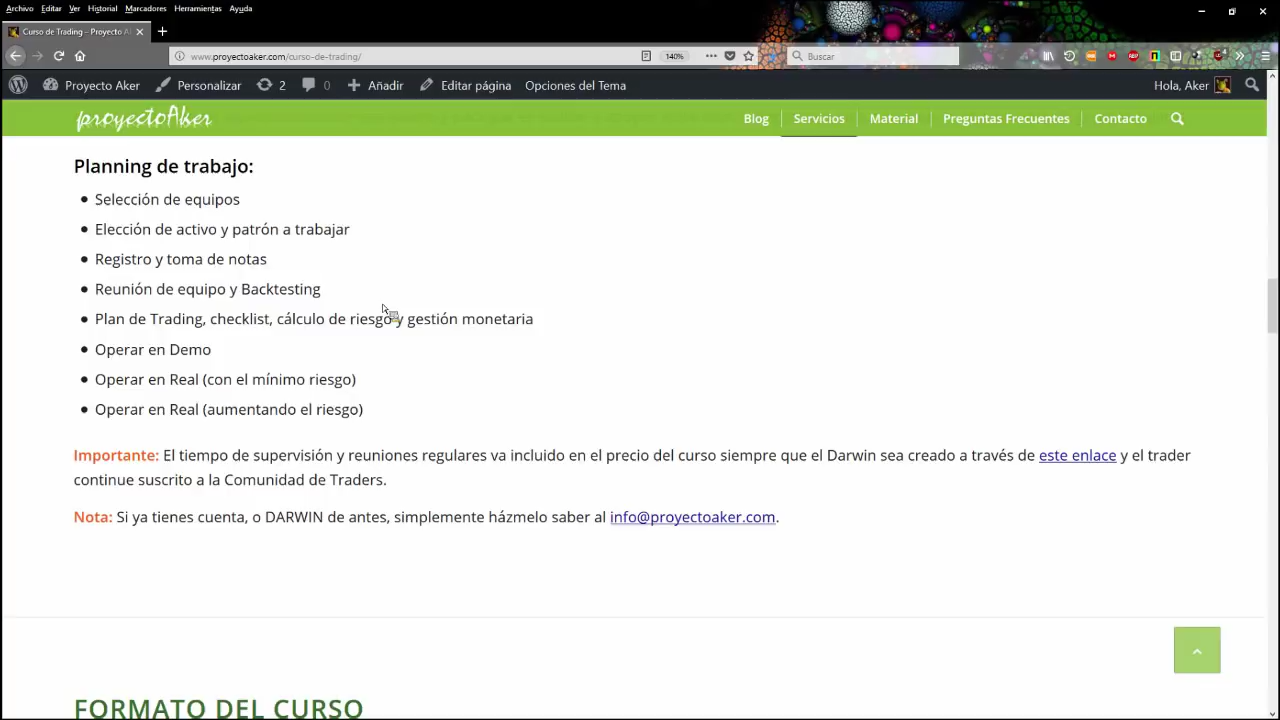 Archivo Editar Ver Historial Marcadores Herramientas Ayuda
Curso de Trading – Proyecto A
www.proyectoaker.com/curso-de-trading/
140%
Buscar
Proyecto Aker
Personalizar
2
0
Añadir
Editar página
Opciones del Tema
Hola, Aker
proyectoAker
Blog
Servicios
Material
Preguntas Frecuentes
Contacto
Planning de trabajo:
Selección de equipos
Elección de activo y patrón a trabajar
Registro y toma de notas
Reunión de equipo y Backtesting
Plan de Trading, checklist, cálculo de riesgo y gestión monetaria
Operar en Demo
Operar en Real (con el mínimo riesgo)
Operar en Real (aumentando el riesgo)
Importante: El tiempo de supervisión y reuniones regulares va incluido en el precio del curso siempre que el Darwin sea creado a través de este enlace y el trader
continue suscrito a la Comunidad de Traders.
Nota: Si ya tienes cuenta, o DARWIN de antes, simplemente házmelo saber al info@proyectoaker.com.
FORMATO DEL CURSO